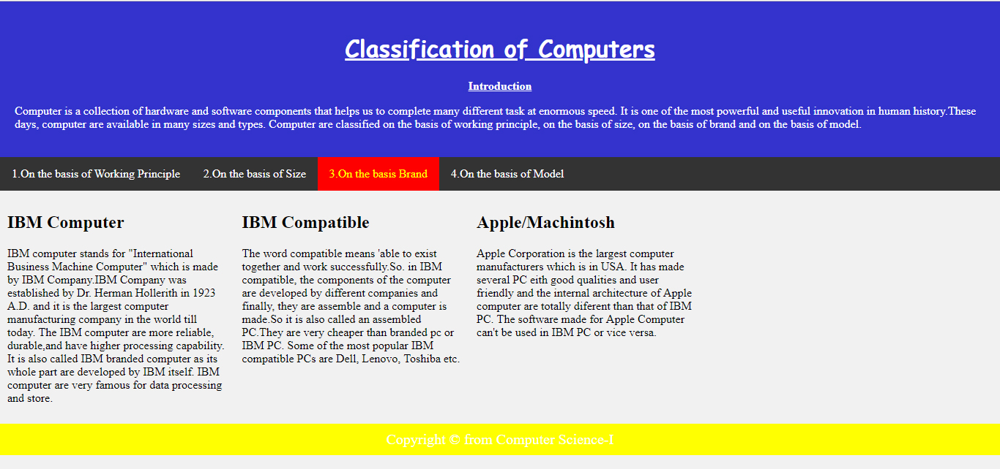 Classification of Computers
Introduction
Computer is a collection of hardware and software components that helps us to complete many different task at enormous speed. It is one of the most powerful and useful innovation in human history.These
days, computer are available in many sizes and types. Computer are classified on the basis of working principle, on the basis of size, on the basis of brand and on the basis of model.
1.On the basis of Working Principle
2.On the basis of Size
3.On the basis Brand
4.On the basis of Model
IBM Computer
IBM computer stands for "International
Business Machine Computer" which is made
by IBM Company.IBM Company was
established by Dr. Herman Hollerith in 1923
A.D. and it is the largest computer
manufacturing company in the world till
today. The IBM computer are more reliable,
durable,and have higher processing capability.
It is also called IBM branded computer as its
whole part are developed by IBM itself. IBM
computer are very famous for data processing
and store.
IBM Compatible
The word compatible means 'able to exist
together and work successfully.So. in IBM
compatible, the components of the computer
are developed by different companies and
finally, they are assemble and a computer is
made.So it is also called an assembled
PC.They are very cheaper than branded pc or
IBM PC. Some of the most popular IBM
compatible PCs are Dell, Lenovo, Toshiba etc.
Apple/Machintosh
Apple Corporation is the largest computer
manufacturers which is in USA. It has made
several PC eith good qualities and user
friendly and the internal architecture of Apple
computer are totally diferent than that of IBM
PC. The software made for Apple Computer
can't be used in IBM PC or vice versa.
Copyright © from Computer Science-I